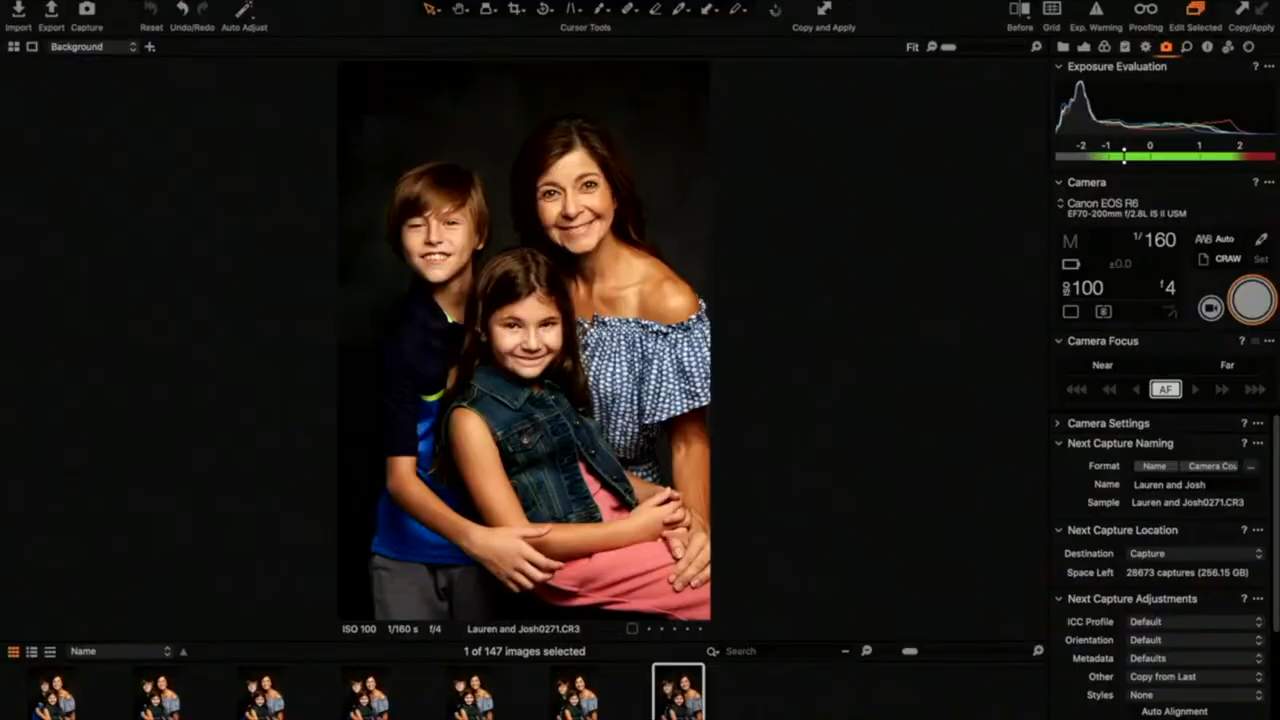 Import Export Capture Reset Undo/Redo Auto Adjust Cursor Tools Copy and Apply Before Grid Exp. Warning Proofing Edit Selected Copy/Apply
Background Fit
Exposure Evaluation ? ...
-2 -1 0 1 2
Camera ? ...
Canon EOS R6
EF70-200mm f/2.8L IS II USM
M 1/160 AWB Auto
±0.0 CRAW Set
ISO 100 f4
Camera Focus ? ...
Near Far
AF
Camera Settings ? ...
Next Capture Naming ? ...
Format Name Camera Cou ...
Name Lauren and Josh
Sample Lauren and Josh0271.CR3
Next Capture Location ? ...
Destination Capture
Space Left 28673 captures (256.15 GB)
Next Capture Adjustments ? ...
ICC Profile Default
Orientation Default
Metadata Defaults
Other Copy from Last
Styles None
Auto Alignment
ISO 100 1/160 s f/4 Lauren and Josh0271.CR3
Name 1 of 147 images selected Search